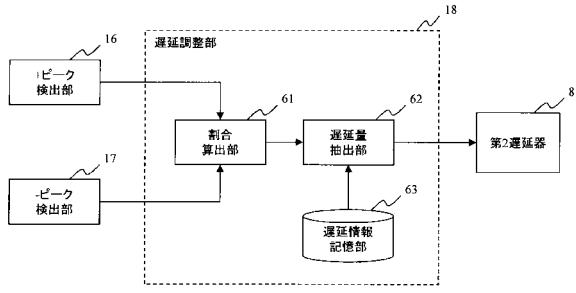 18
遅延調整部
16
+ピーク
検出部
61
割合
算出部
62
遅延量
抽出部
8
第2遅延器
17
-ピーク
検出部
63
遅延情報
記憶部